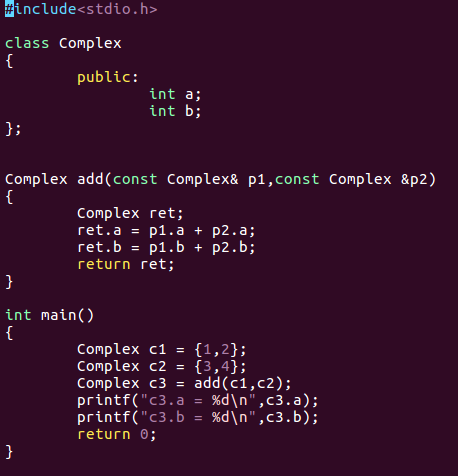 #include<stdio.h>
class Complex
{
public:
int a;
int b;
};
Complex add(const Complex& p1,const Complex &p2)
{
Complex ret;
ret.a = p1.a + p2.a;
ret.b = p1.b + p2.b;
return ret;
}
int main()
{
Complex c1 = {1,2};
Complex c2 = {3,4};
Complex c3 = add(c1,c2);
printf("c3.a = %d\n",c3.a);
printf("c3.b = %d\n",c3.b);
return 0;
}